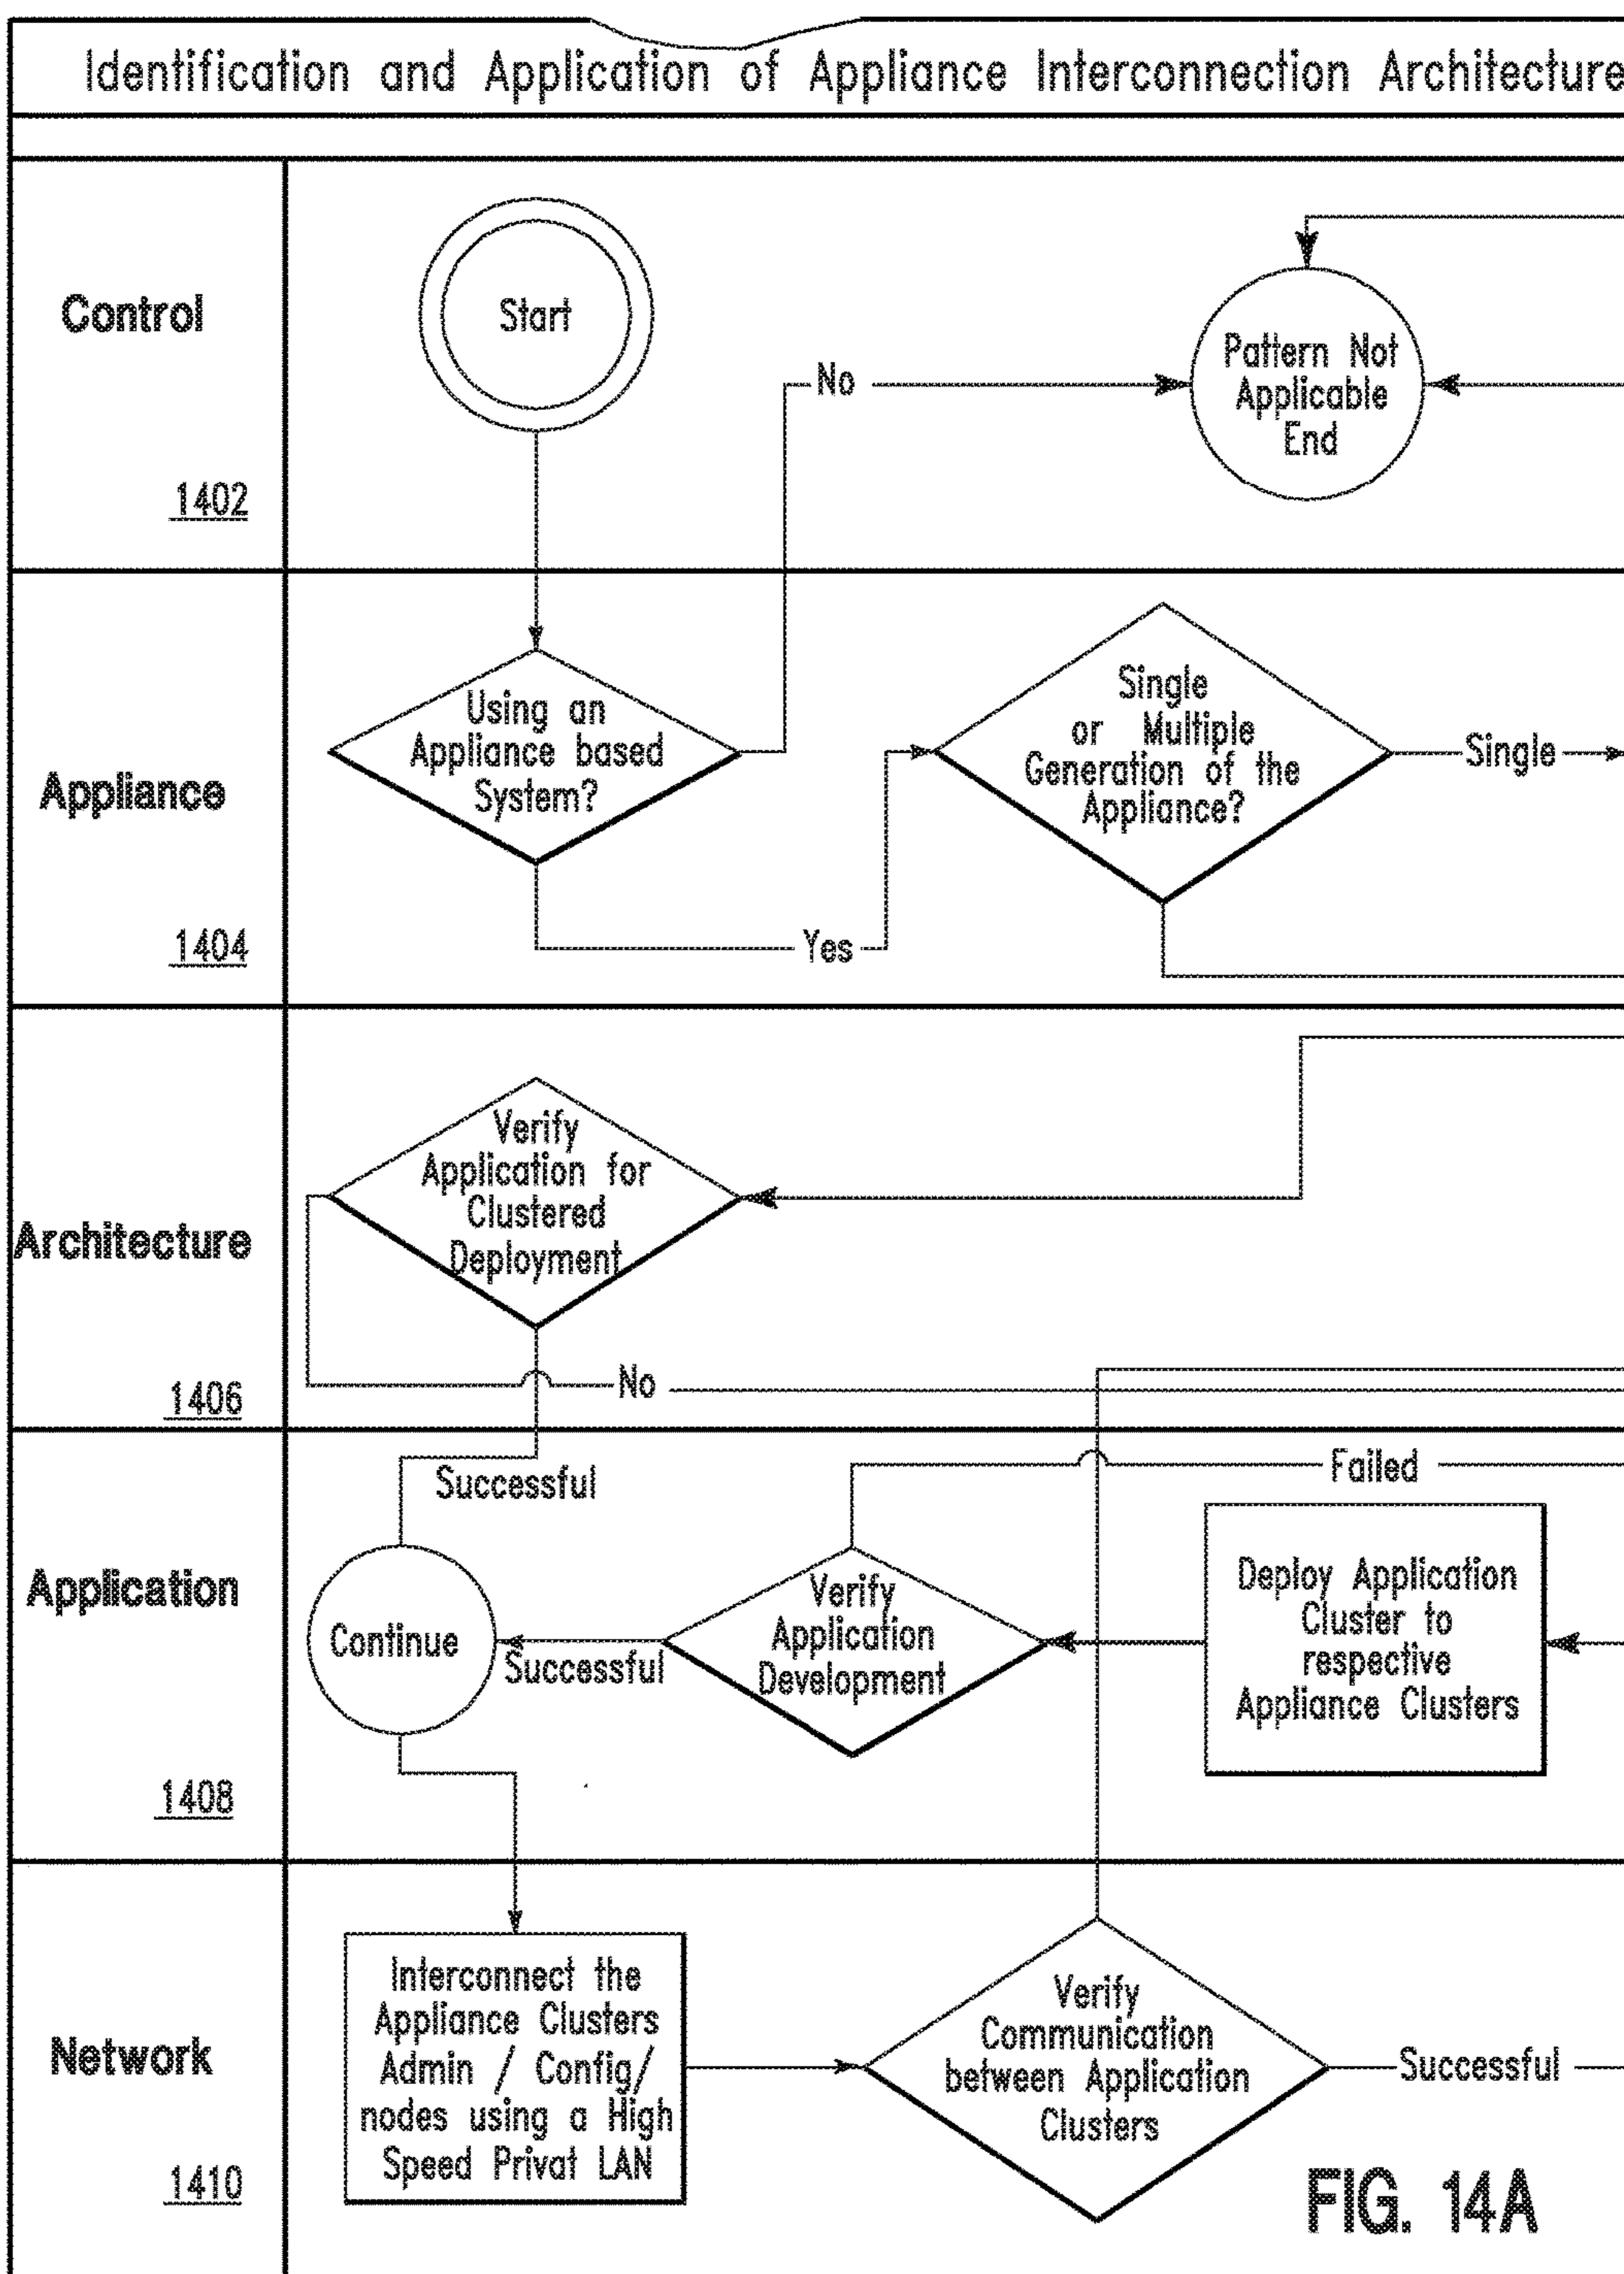 Identification and Application of Appliance Interconnection Architecture
Control
1402
Start
No
Pattern Not
Applicable
End
Appliance
1404
Using an
Appliance based
System?
Yes
Single
or Multiple
Generation of the
Appliance?
Single
Architecture
1406
Verify
Application for
Clustered
Deployment
No
Application
1408
Successful
Continue
Successful
Verify
Application
Development
Failed
Deploy Application
Cluster to
respective
Appliance Clusters
Network
1410
Interconnect the
Appliance Clusters
Admin / Config/
nodes using a High
Speed Privat LAN
Verify
Communication
between Application
Clusters
Successful
FIG. 14A